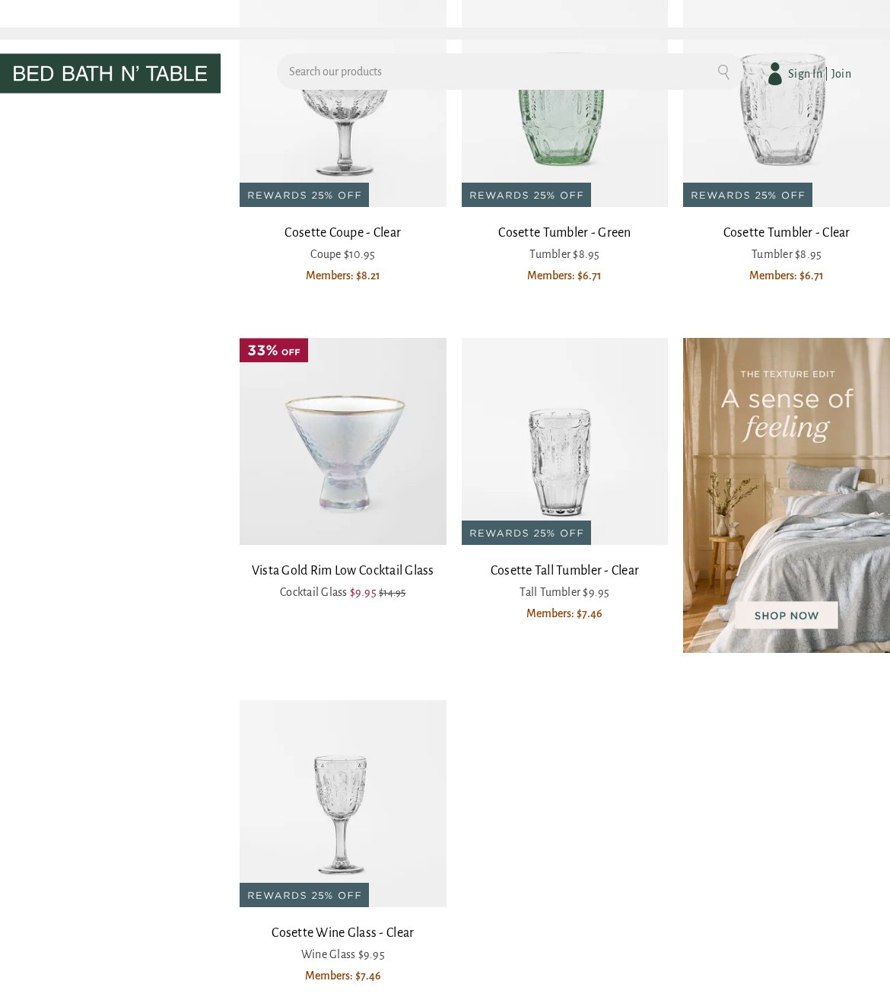 BED BATH N' TABLE
Search our products
Sign In | Join
REWARDS 25% OFF
REWARDS 25% OFF
REWARDS 25% OFF
Cosette Coupe - Clear
Coupe $10.95
Members: $8.21
Cosette Tumbler - Green
Tumbler $8.95
Members: $6.71
Cosette Tumbler - Clear
Tumbler $8.95
Members: $6.71
33% OFF
Vista Gold Rim Low Cocktail Glass
Cocktail Glass $9.95 $14.95
REWARDS 25% OFF
Cosette Tall Tumbler - Clear
Tall Tumbler $9.95
Members: $7.46
THE TEXTURE EDIT
A sense of
feeling
SHOP NOW
REWARDS 25% OFF
Cosette Wine Glass - Clear
Wine Glass $9.95
Members: $7.46